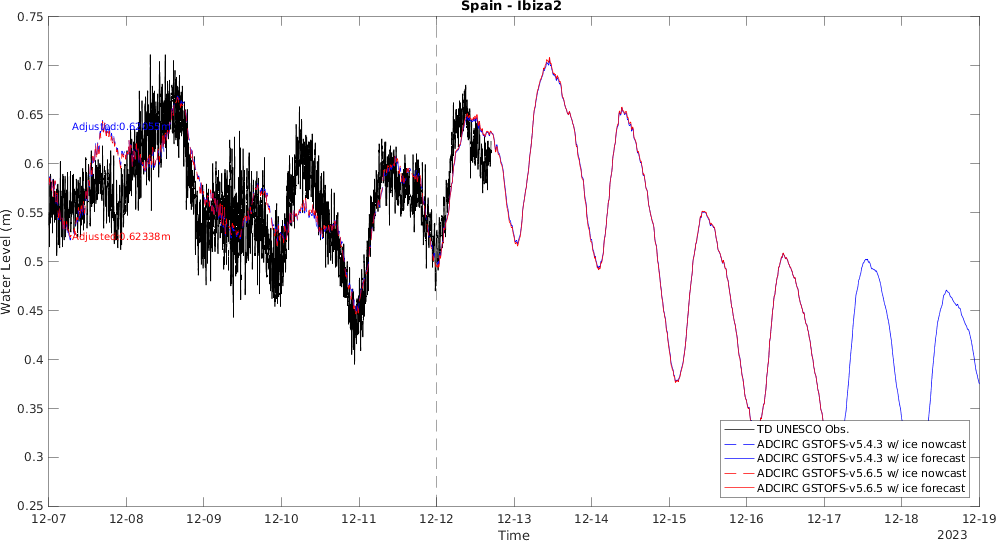 Spain - Ibiza2
0.75
0.7
0.65
0.6
0.55
0.5
0.45
0.4
0.35
0.3
0.25
Water Level (m)
Adjusted:0.62338m
TD UNESCO Obs.
ADCIRC GSTOFS-v5.4.3 w/ ice nowcast
ADCIRC GSTOFS-v5.4.3 w/ ice forecast
ADCIRC GSTOFS-v5.6.5 w/ ice nowcast
ADCIRC GSTOFS-v5.6.5 w/ ice forecast
12-07 12-08 12-09 12-10 12-11 12-12 12-13 12-14 12-15 12-16 12-17 12-18 12-19
Time
2023